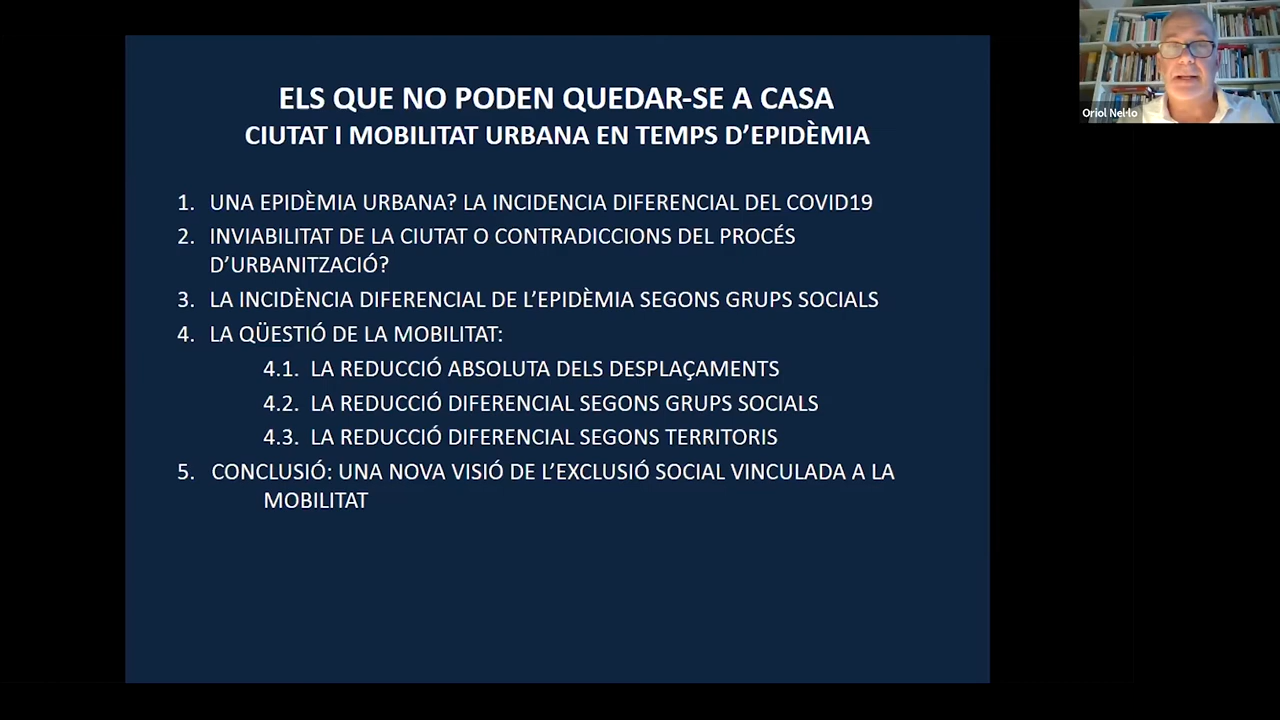 ELS QUE NO PODEN QUEDAR-SE A CASA
CIUTAT I MOBILITAT URBANA EN TEMPS D'EPIDÈMIA
1. UNA EPIDÈMIA URBANA? LA INCIDENCIA DIFERENCIAL DEL COVID19
2. INVIABILITAT DE LA CIUTAT O CONTRADICCIONS DEL PROCÉS
D'URBANITZACIÓ?
3. LA INCIDÈNCIA DIFERENCIAL DE L'EPIDÈMIA SEGONS GRUPS SOCIALS
4. LA QÜESTIÓ DE LA MOBILITAT:
4.1. LA REDUCCIÓ ABSOLUTA DELS DESPLAÇAMENTS
4.2. LA REDUCCIÓ DIFERENCIAL SEGONS GRUPS SOCIALS
4.3. LA REDUCCIÓ DIFERENCIAL SEGONS TERRITORIS
5. CONCLUSIÓ: UNA NOVA VISIÓ DE L'EXCLUSIÓ SOCIAL VINCULADA A LA
MOBILITAT
Oriol Nel·lo